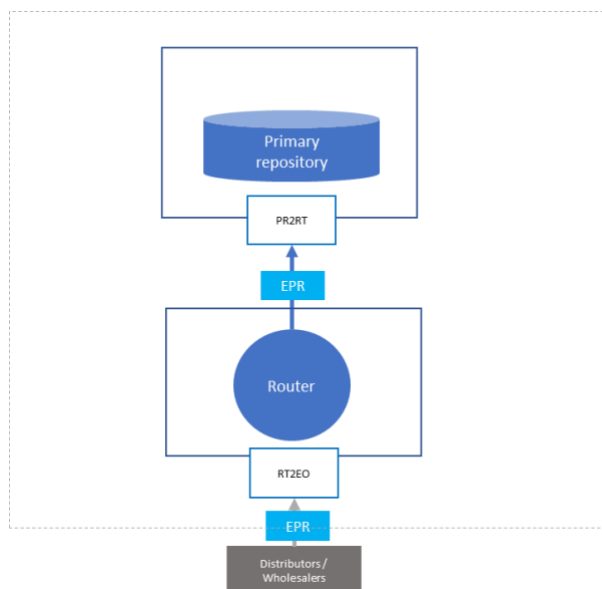 Primary
repository
PR2RT
EPR
Router
RT2EO
EPR
Distributors /
Wholesalers